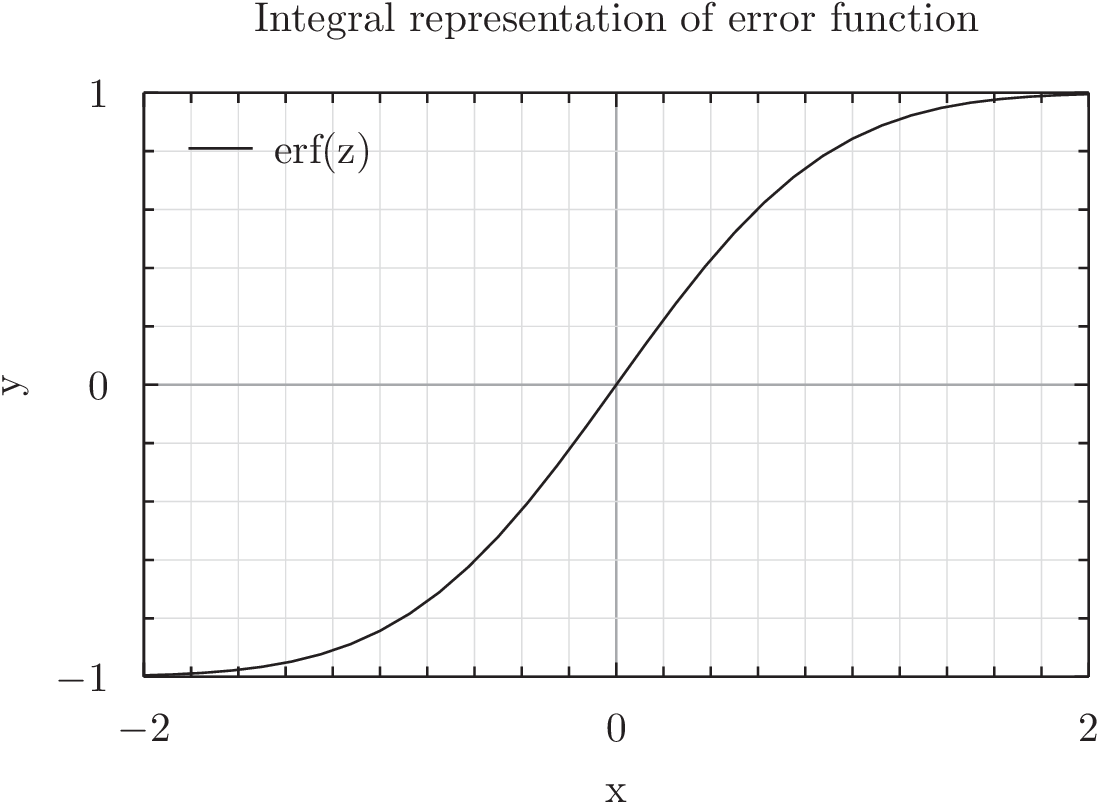 Integral representation of error function
1
erf(z)
y
0
−1
−2 0 2
x